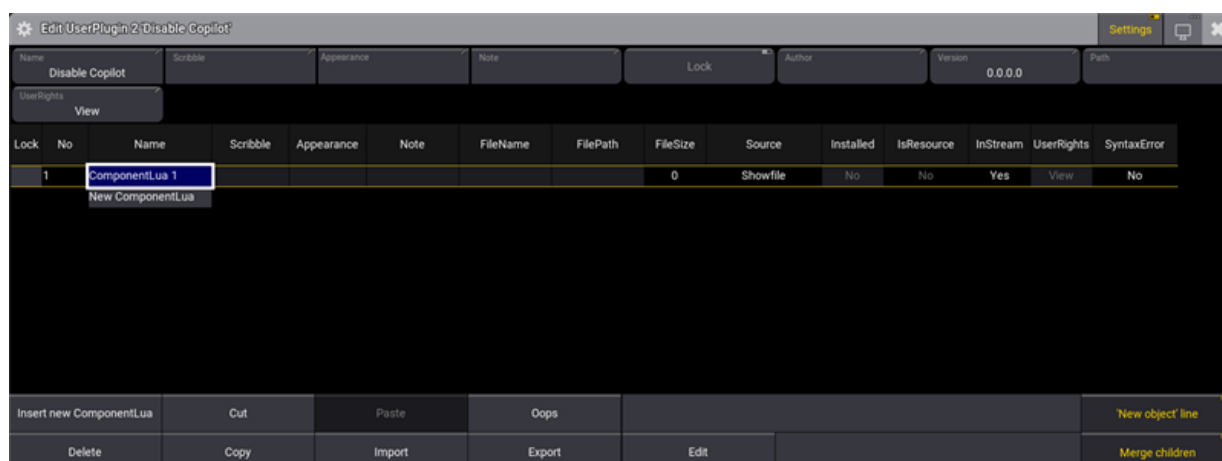 Edit UserPlugin 2 'Disable Copilot'
Settings
Name
Disable Copilot
Scribble
Appearance
Note
Lock
Author
Version
0.0.0.0
Path
UserRights
View
Lock No Name Scribble Appearance Note FileName FilePath FileSize Source Installed IsResource InStream UserRights SyntaxError
1 ComponentLua 1 0 Showfile No No Yes View No
New ComponentLua
Insert new ComponentLua Cut Paste Oops 'New object' line
Delete Copy Import Export Edit Merge children